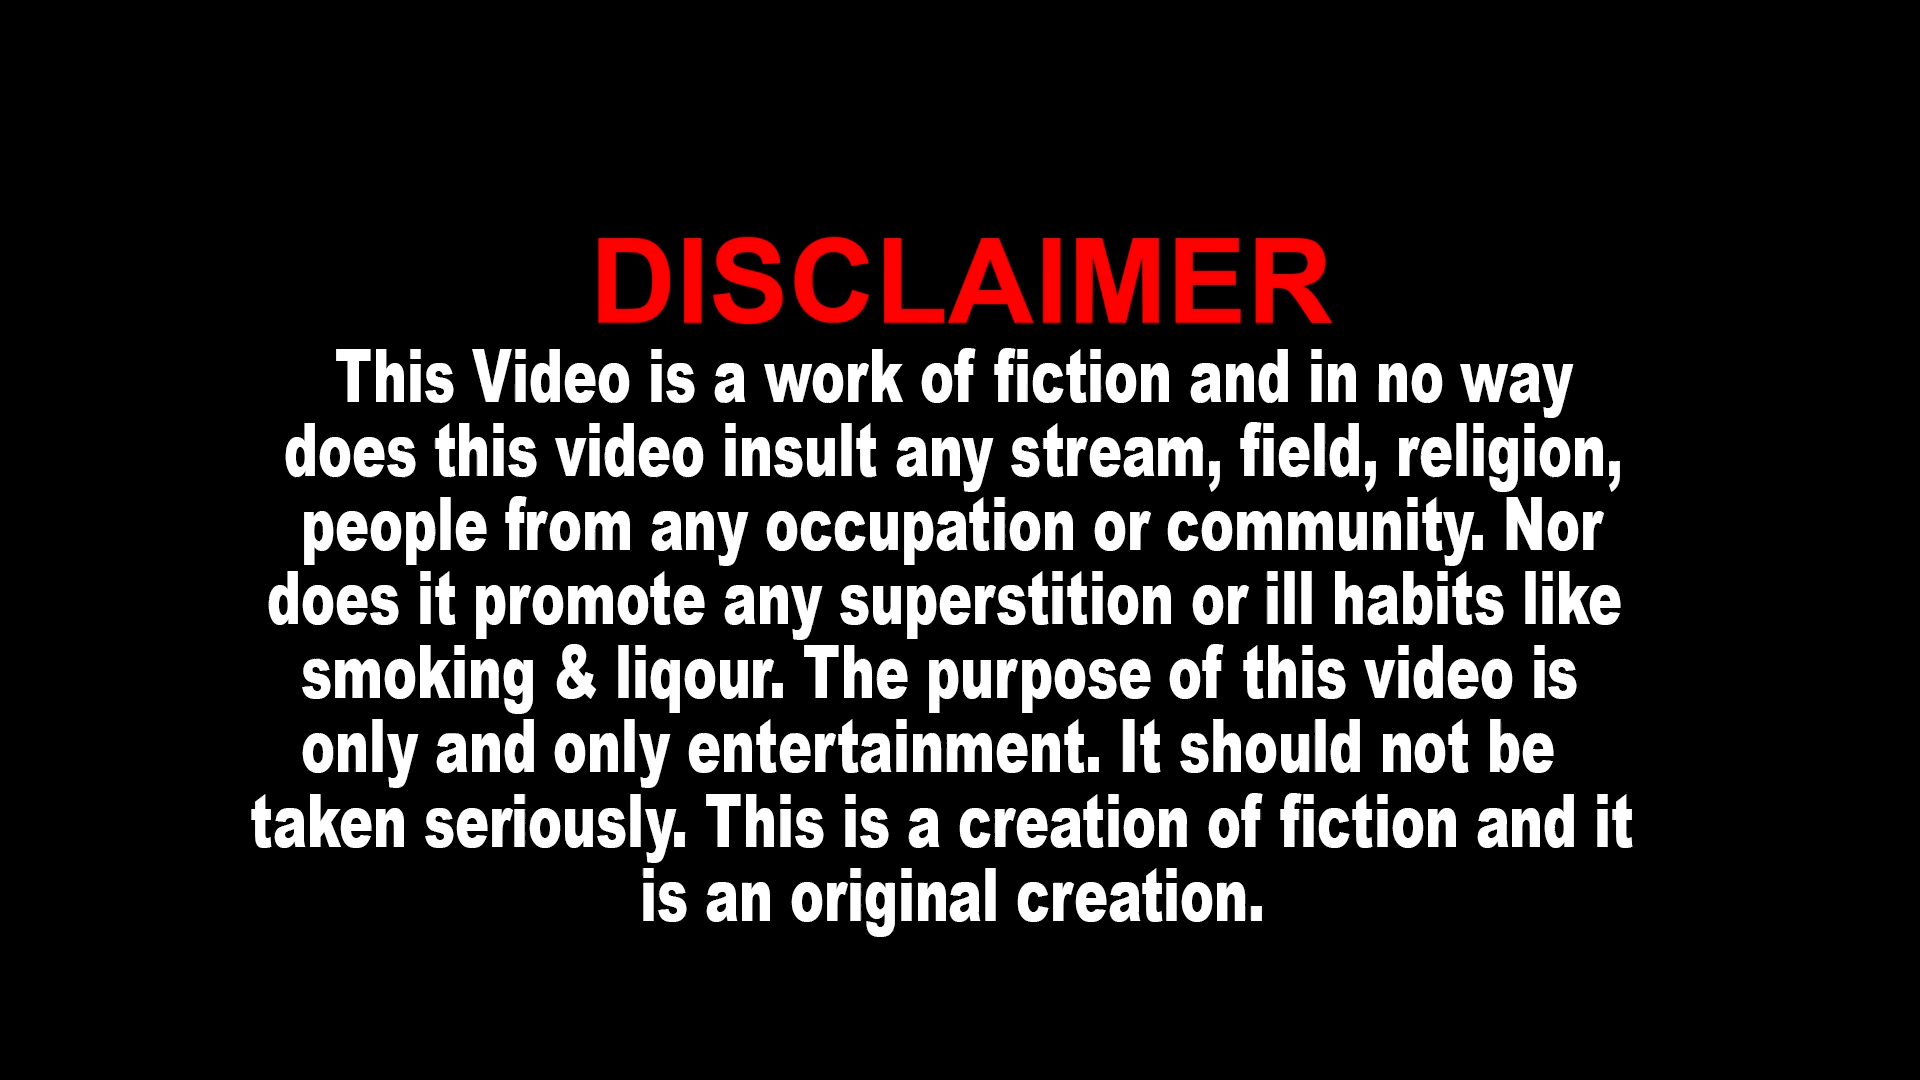 DISCLAIMER
This Video is a work of fiction and in no way
does this video insult any stream, field, religion,
people from any occupation or community. Nor
does it promote any superstition or ill habits like
smoking & liqour. The purpose of this video is
only and only entertainment. It should not be
taken seriously. This is a creation of fiction and it
is an original creation.